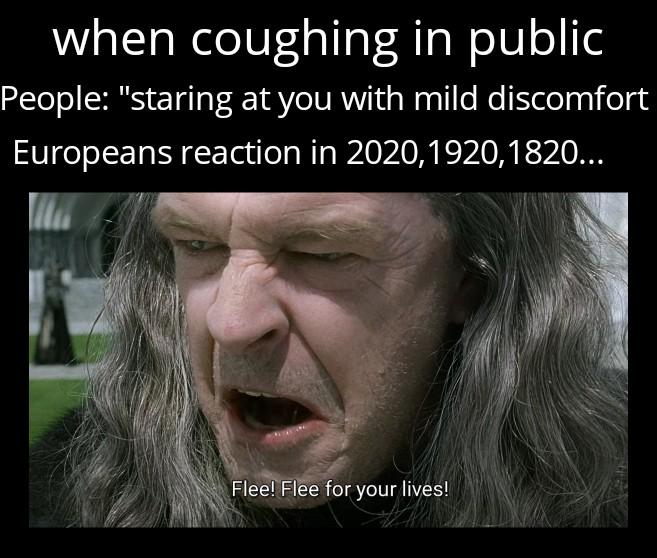 when coughing in public
People: "staring at you with mild discomfort
Europeans reaction in 2020,1920,1820...
Flee! Flee for your lives!